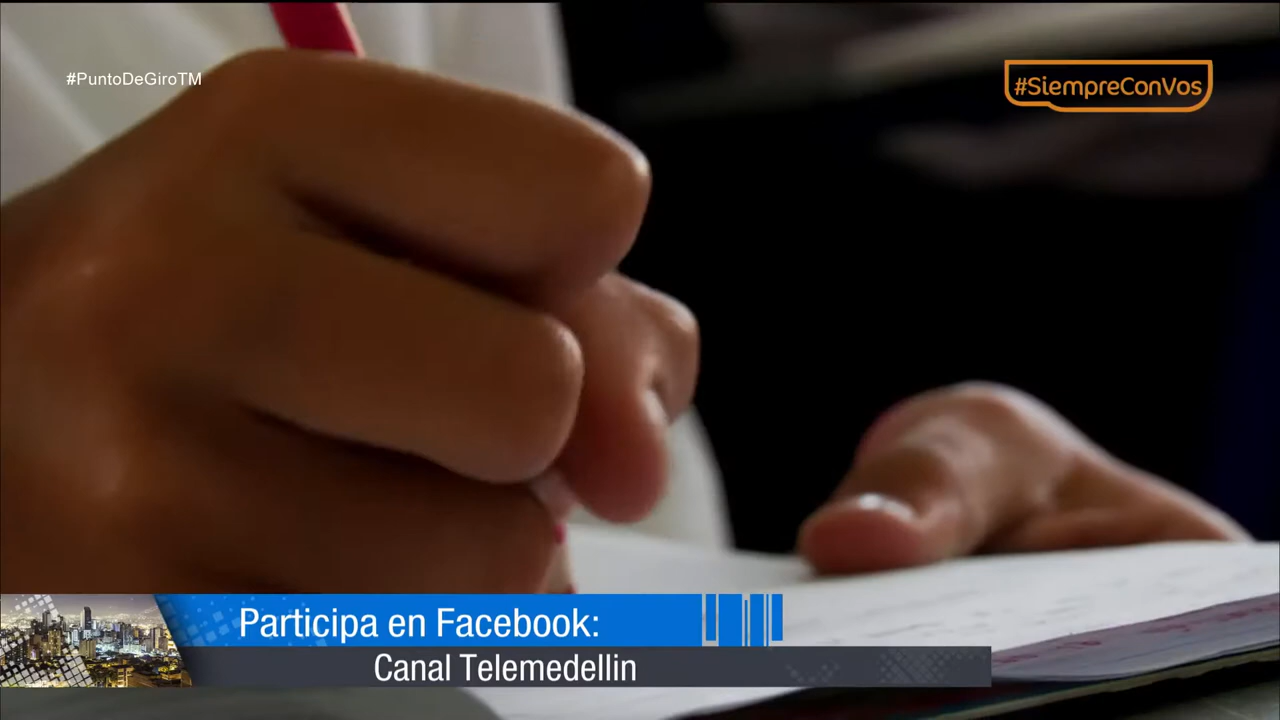 #PuntoDeGiroTM
#SiempreConVos
Participa en Facebook:
Canal Telemedellin